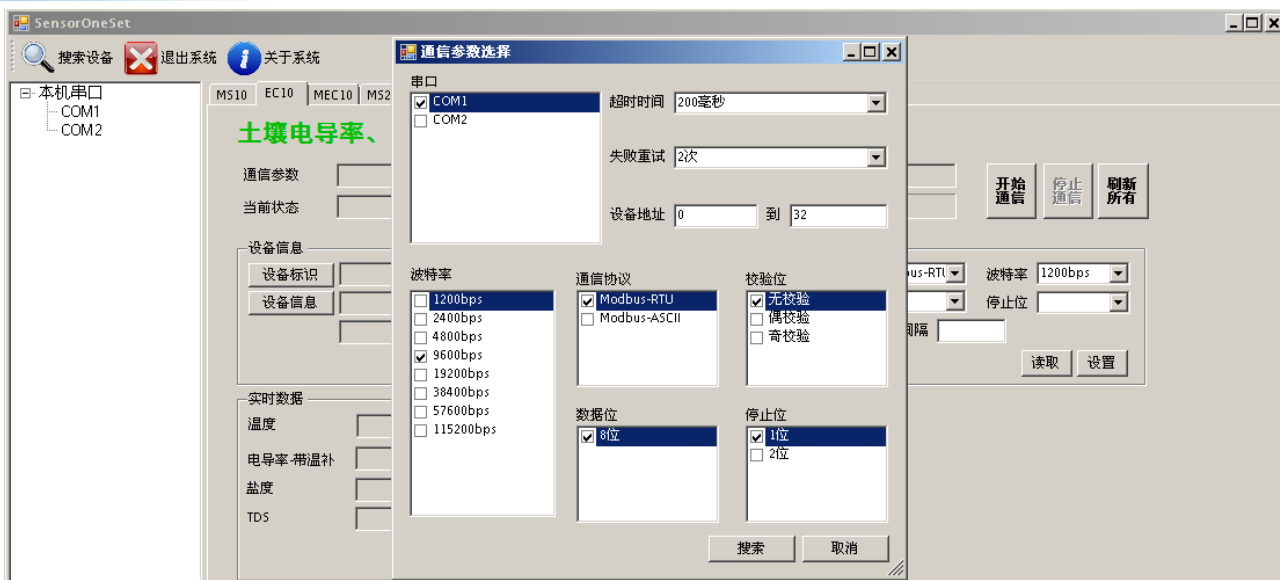 SensorOneSet
搜索设备 退出系统 关于系统
本机串口
COM1
COM2
MS10 EC10 MEC10 MS2
土壤电导率、
通信参数
当前状态
开始通信 停止通信 刷新所有
设备信息
设备标识
设备信息
us-RTU 波特率 1200bps
停止位
间隔
读取 设置
实时数据
温度
电导率-带温补
盐度
TDS
通信参数选择
串口
COM1
COM2
超时时间 200毫秒
失败重试 2次
设备地址 0 到 32
波特率
1200bps
2400bps
4800bps
9600bps
19200bps
38400bps
57600bps
115200bps
通信协议
Modbus-RTU
Modbus-ASCII
校验位
无校验
偶校验
奇校验
数据位
8位
停止位
1位
2位
搜索 取消